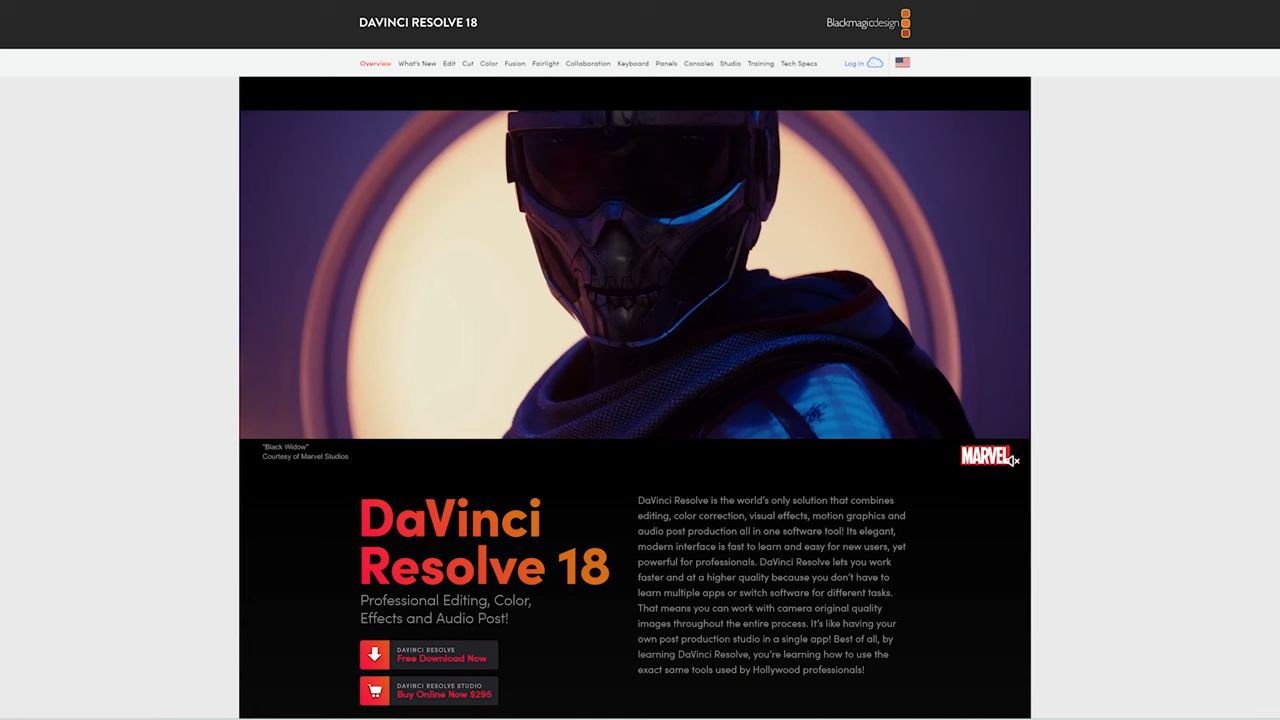 DAVINCI RESOLVE 18
Blackmagicdesign
Overview What's New Edit Cut Color Fusion Fairlight Collaboration Keyboard Panels Consoles Studio Training Tech Specs Log In
"Black Widow"
Courtesy of Marvel Studios
MARVEL
DaVinci
Resolve 18
Professional Editing, Color,
Effects and Audio Post!
DAVINCI RESOLVE
Free Download Now
DAVINCI RESOLVE STUDIO
Buy Online Now $295
DaVinci Resolve is the world's only solution that combines
editing, color correction, visual effects, motion graphics and
audio post production all in one software tool! Its elegant,
modern interface is fast to learn and easy for new users, yet
powerful for professionals. DaVinci Resolve lets you work
faster and at a higher quality because you don't have to
learn multiple apps or switch software for different tasks.
That means you can work with camera original quality
images throughout the entire process. It's like having your
own post production studio in a single app! Best of all, by
learning DaVinci Resolve, you're learning how to use the
exact same tools used by Hollywood professionals!